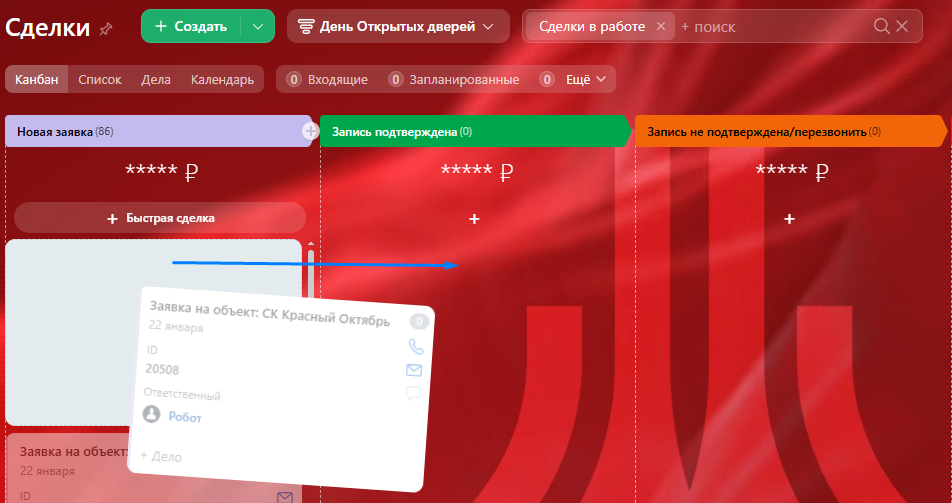 Сделки
+ Создать
День Открытых дверей
Сделки в работе × + поиск
Канбан Список Дела Календарь
0 Входящие 0 Запланированные 0 Ещё
Новая заявка (86)
Запись подтверждена (0)
Запись не подтверждена/перезвонить (0)
***** ₽
***** ₽
***** ₽
+ Быстрая сделка
+
+
Заявка на объект: СК Красный Октябрь
0
22 января
ID
20508
Ответственный
Робот
+ Дело
Заявка на объект:
22 января
ID